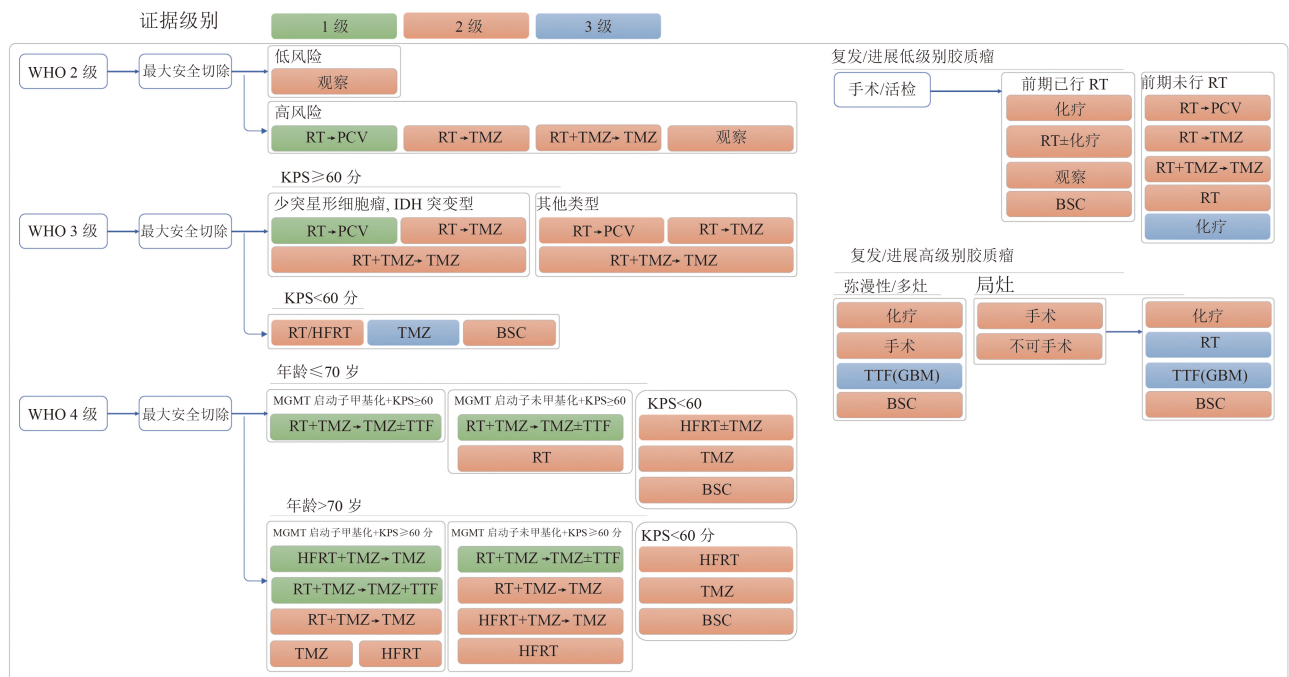 证据级别
1 级
2 级
3 级
WHO 2 级
最大安全切除
低风险
观察
高风险
RT→PCV
RT→TMZ
RT+TMZ→TMZ
观察
KPS≥60 分
WHO 3 级
最大安全切除
少突星形细胞瘤, IDH 突变型
RT→PCV
RT→TMZ
RT+TMZ→TMZ
其他类型
RT→PCV
RT→TMZ
RT+TMZ→TMZ
KPS<60 分
RT/HFRT
TMZ
BSC
年龄≤70 岁
WHO 4 级
最大安全切除
MGMT 启动子甲基化+KPS≥60
RT+TMZ→TMZ±TTF
MGMT 启动子未甲基化+KPS≥60
RT+TMZ→TMZ±TTF
RT
KPS<60
HFRT±TMZ
TMZ
BSC
年龄>70 岁
MGMT 启动子甲基化+KPS≥60 分
HFRT+TMZ→TMZ
RT+TMZ→TMZ+TTF
RT+TMZ→TMZ
TMZ
HFRT
MGMT 启动子未甲基化+KPS≥60 分
RT+TMZ→TMZ±TTF
RT+TMZ→TMZ
HFRT+TMZ→TMZ
HFRT
KPS<60 分
HFRT
TMZ
BSC
复发/进展低级别胶质瘤
手术/活检
前期已行 RT
化疗
RT±化疗
观察
BSC
前期未行 RT
RT→PCV
RT→TMZ
RT+TMZ→TMZ
RT
化疗
复发/进展高级别胶质瘤
弥漫性/多灶
化疗
手术
TTF(GBM)
BSC
局灶
手术
不可手术
化疗
RT
TTF(GBM)
BSC